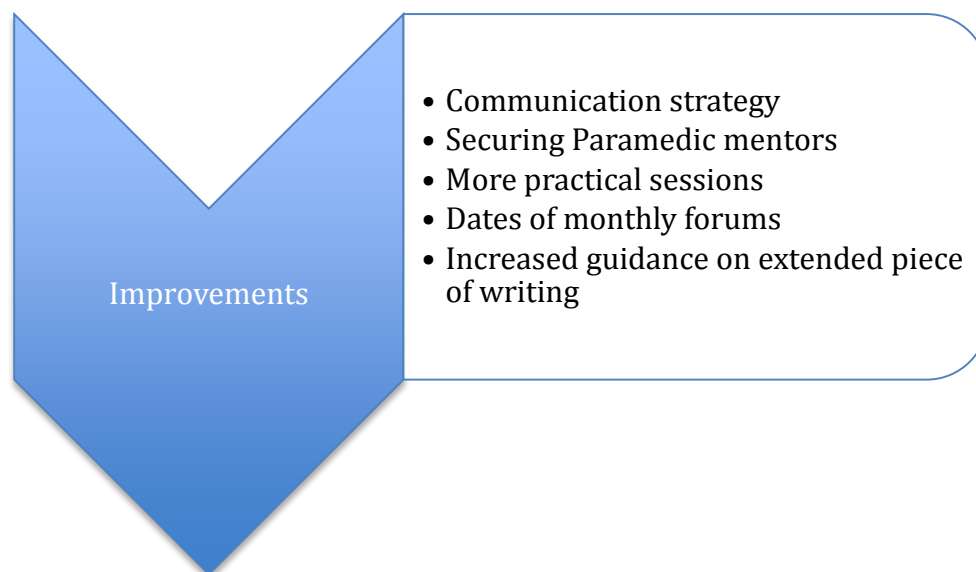 Improvements
• Communication strategy
• Securing Paramedic mentors
• More practical sessions
• Dates of monthly forums
• Increased guidance on extended piece
of writing